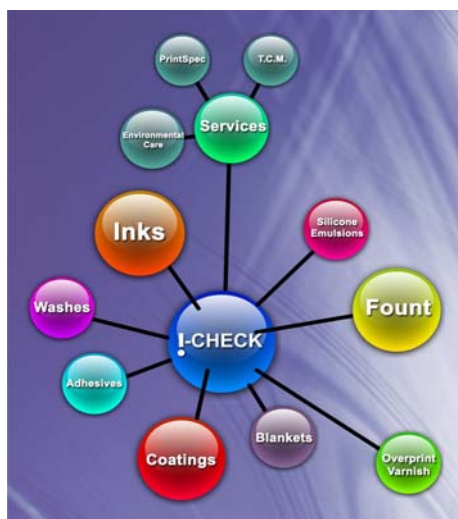 PrintSpec
T.C.M.
Environmental
Care
Services
Inks
Silicone
Emulsions
Washes
Fount
!-CHECK
Adhesives
Coatings
Blankets
Overprint
Varnish